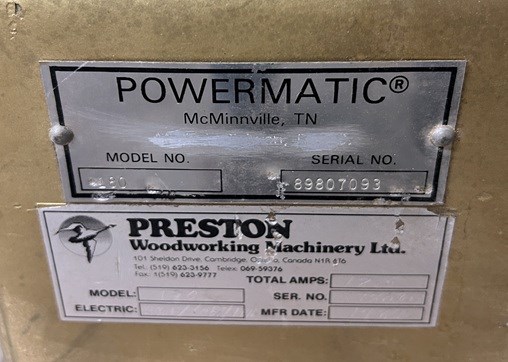 POWERMATIC®
McMinnville, TN
MODEL NO. SERIAL NO.
89807093
PRESTON
Woodworking Machinery Ltd.
101 Sheldon Drive, Cambridge, Ontario, Canada N1R 6T6
Tel. (519) 623-3156 Telex 069-59376
Fax. 1(519) 623-9777
TOTAL AMPS:
MODEL: SER. NO.
ELECTRIC: MFR DATE: